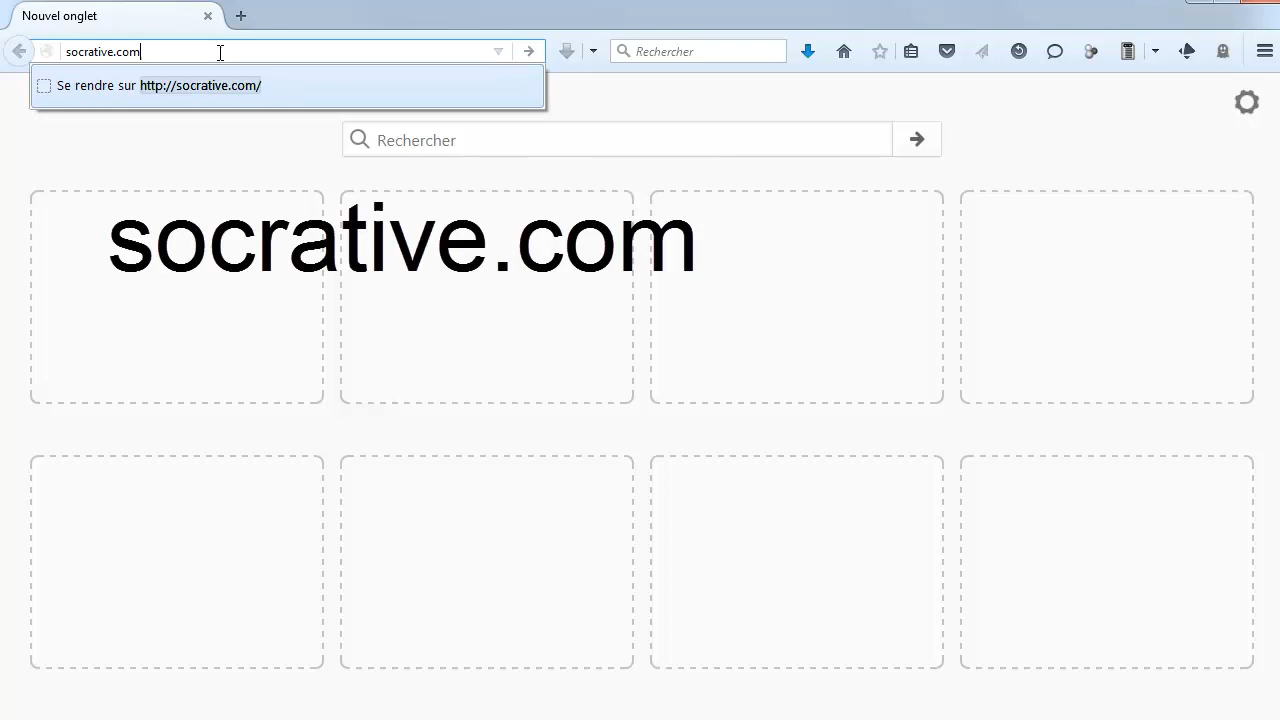 Nouvel onglet
socrative.com
Rechercher
Se rendre sur http://socrative.com/
Rechercher
socrative.com